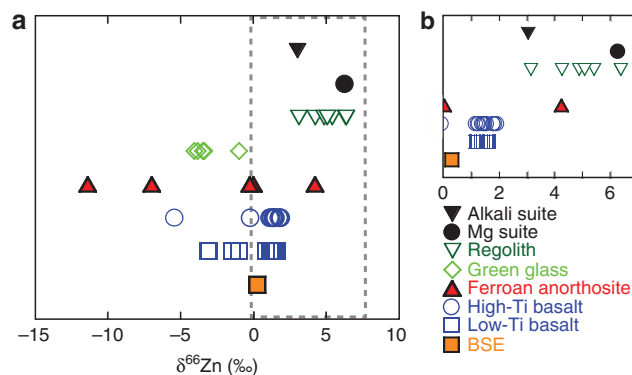 a
b
0
2
4
6
Alkali suite
Mg suite
Regolith
Green glass
Ferroan anorthosite
High-Ti basalt
Low-Ti basalt
BSE
−15
−10
−5
0
5
10
δ⁶⁶Zn (‰)